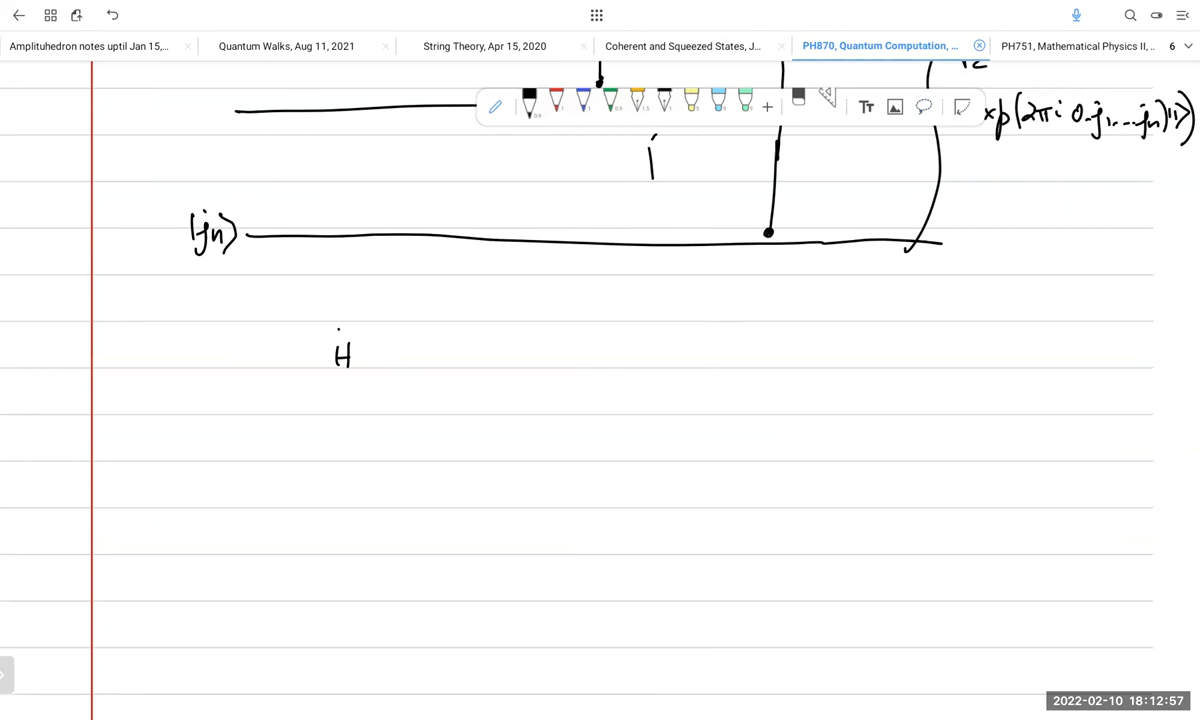 Amplituhedron notes uptil Jan 15,...
Quantum Walks, Aug 11, 2021
String Theory, Apr 15, 2020
Coherent and Squeezed States, J...
PH870, Quantum Computation, ...
PH751, Mathematical Physics II, ..
6
Tт
xp(2πi 0.j₁...jn)|1⟩)
|jn⟩
H
2022-02-10 18:12:57